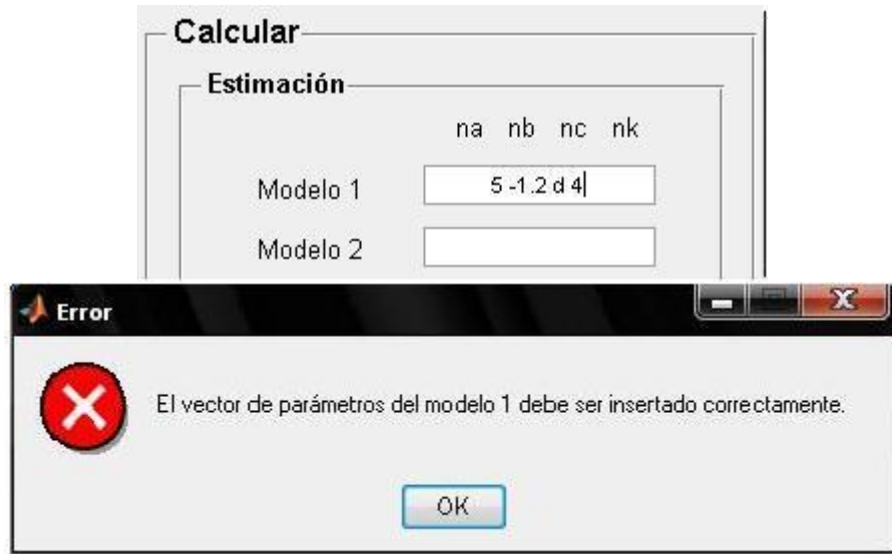 Calcular
Estimación
na nb nc nk
Modelo 1 5 -1.2 d 4
Modelo 2
Error
El vector de parámetros del modelo 1 debe ser insertado correctamente.
OK